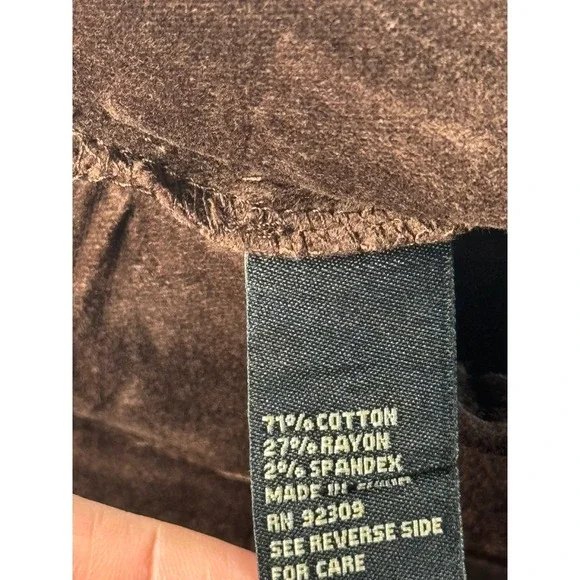 71% COTTON
27% RAYON
2% SPANDEX
MADE IN
RN 92309
SEE REVERSE SIDE
FOR CARE